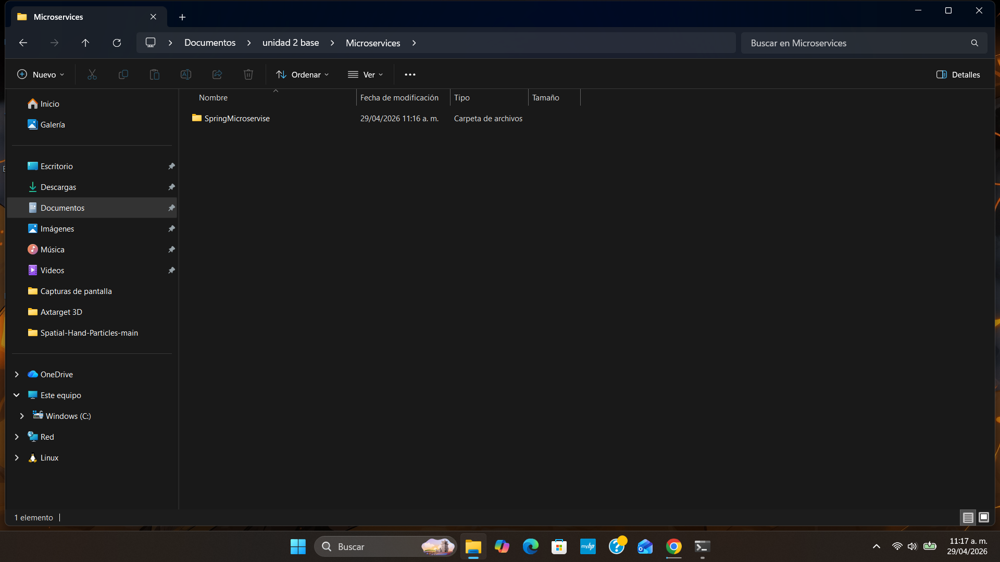 Microservices
Documentos
unidad 2 base
Microservices
Buscar en Microservices
Nuevo
Ordenar
Ver
Detalles
Nombre
Fecha de modificación
Tipo
Tamaño
SpringMicroservise
29/04/2026 11:16 a. m.
Carpeta de archivos
Inicio
Galería
Escritorio
Descargas
Documentos
Imágenes
Música
Videos
Capturas de pantalla
Axtarget 3D
Spatial-Hand-Particles-main
OneDrive
Este equipo
Windows (C:)
Red
Linux
1 elemento
Buscar
myhp
11:17 a. m.
29/04/2026